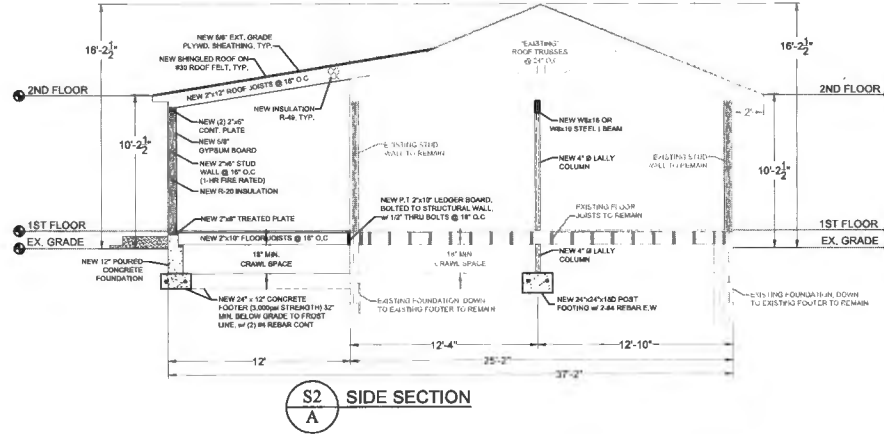 18'-2½"
16'-2½"
NEW 5/8" EXT. GRADE
PLYWD. SHEATHING, TYP.
NEW SHINGLED ROOF ON
#30 ROOF FELT, TYP.
NEW 2"x12" ROOF JOISTS @ 16" O.C
"EXISTING"
ROOF TRUSSES
@ 24" O.C
2ND FLOOR
2ND FLOOR
NEW INSULATION
R-49, TYP.
2'
NEW (2) 2"x6"
CONT. PLATE
NEW 5/8"
GYPSUM BOARD
NEW 2"x6" STUD
WALL @ 16" O.C
(1-HR FIRE RATED)
NEW R-20 INSULATION
10'-2½"
10'-2½"
EXISTING STUD
WALL TO REMAIN
NEW W8x18 OR
W8x10 STEEL I BEAM
NEW 4" Ø LALLY
COLUMN
EXISTING STUD
WALL TO REMAIN
NEW P.T 2"x10" LEDGER BOARD,
BOLTED TO STRUCTURAL WALL,
w/ 1/2" THRU BOLTS @ 16" O.C
EXISTING FLOOR
JOISTS TO REMAIN
NEW 2"x8" TREATED PLATE
1ST FLOOR
1ST FLOOR
NEW 2"x10" FLOOR JOISTS @ 16" O.C
EX. GRADE
EX. GRADE
NEW 12" POURED
CONCRETE
FOUNDATION
18" MIN.
CRAWL SPACE
18" MIN.
CRAWL SPACE
NEW 4" Ø LALLY
COLUMN
NEW 24" x 12" CONCRETE
FOOTER (3,000psi STRENGTH) 32"
MIN. BELOW GRADE TO FROST
LINE, w/ (2) #6 REBAR CONT
EXISTING FOUNDATION, DOWN
TO EXISTING FOOTER TO REMAIN
NEW 24"x24"x18D POST
FOOTING w/ 2-#4 REBAR E.W
EXISTING FOUNDATION, DOWN
TO EXISTING FOOTER TO REMAIN
12'-4"
12'-10"
12'
25'-2"
37'-2"
S2
A
SIDE SECTION